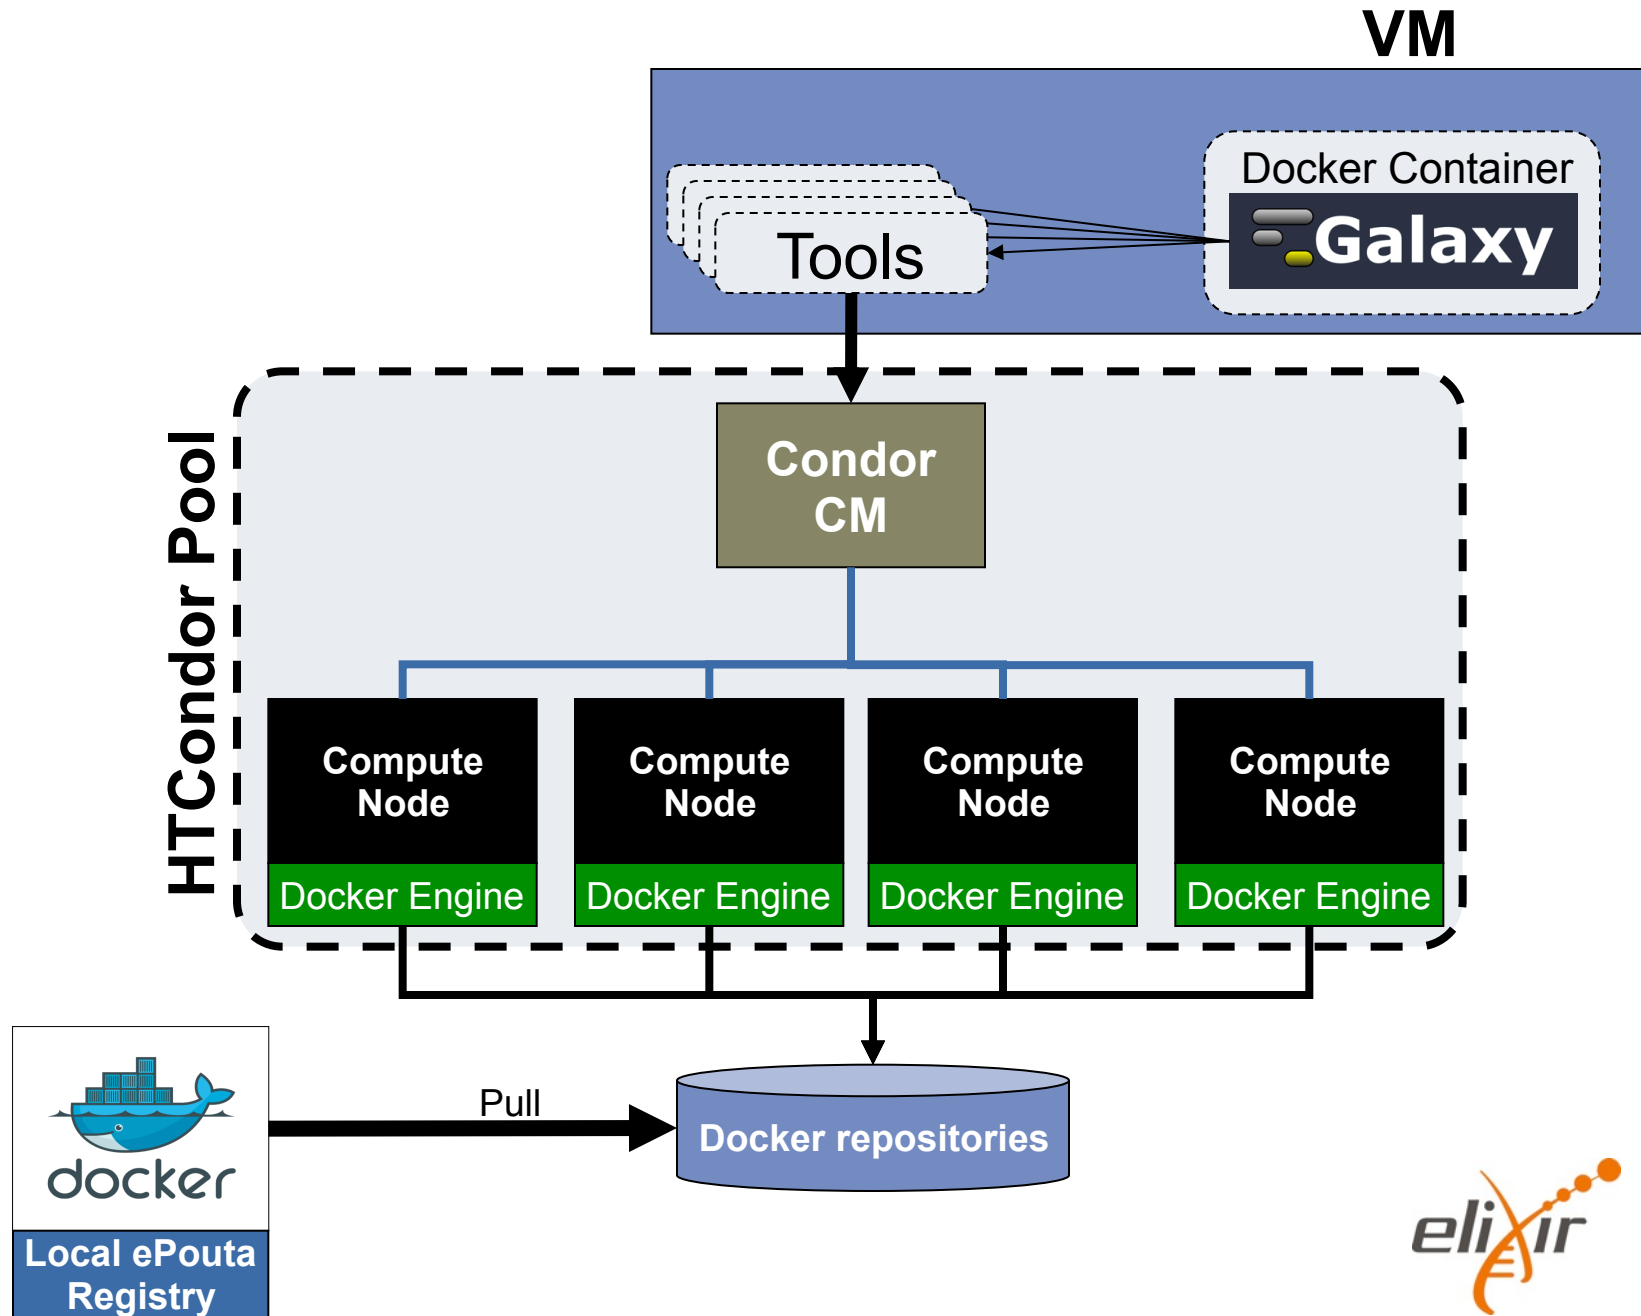 VM
Docker Container
Galaxy
Tools
HTCondor Pool
Condor
CM
Compute
Node
Docker Engine
Compute
Node
Docker Engine
Compute
Node
Docker Engine
Compute
Node
Docker Engine
docker
Local ePouta
Registry
Pull
Docker repositories
elixir